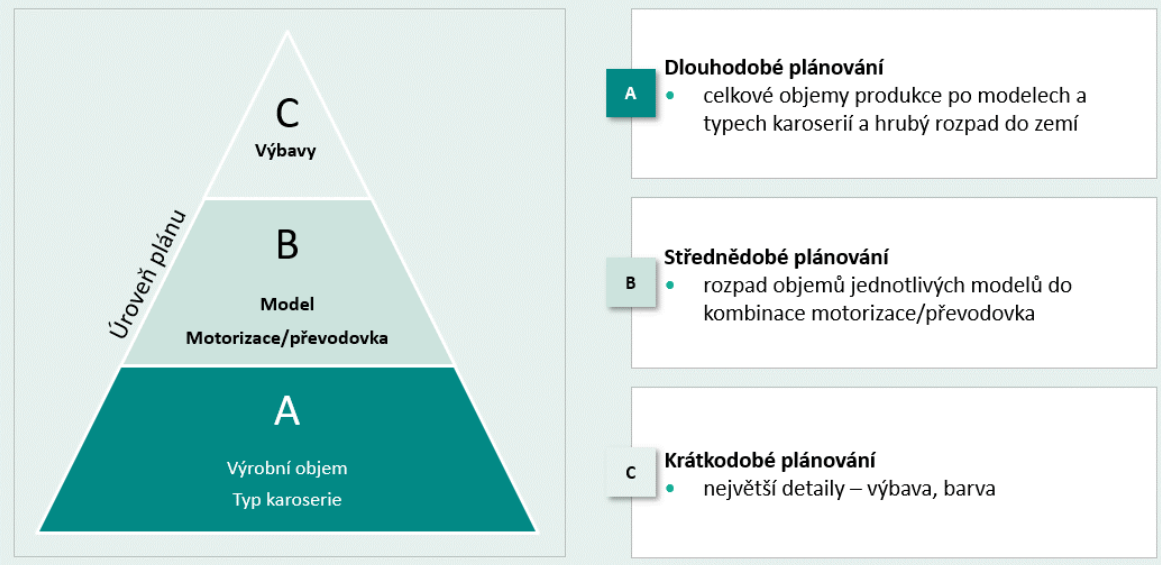 C
Výbavy
Úroveň plánu
B
Model
Motorizace/převodovka
A
Výrobní objem
Typ karoserie
A
Dlouhodobé plánování
• celkové objemy produkce po modelech a
typech karoserií a hrubý rozpad do zemí
B
Střednědobé plánování
• rozpad objemů jednotlivých modelů do
kombinace motorizace/převodovka
C
Krátkodobé plánování
• největší detaily – výbava, barva